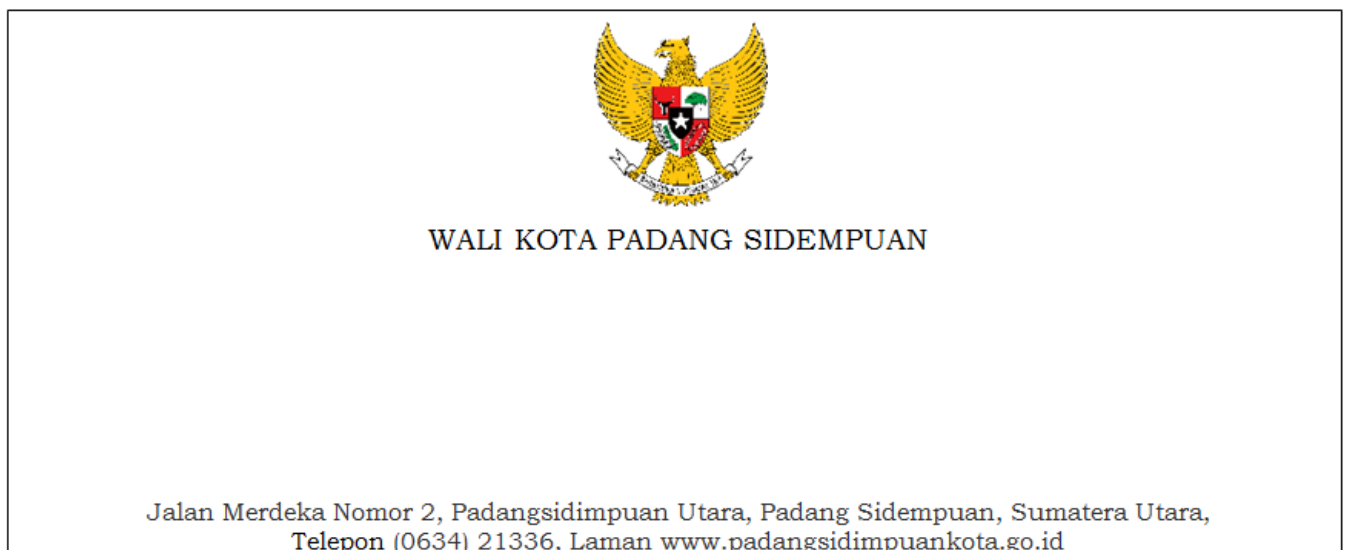 WALI KOTA PADANG SIDEMPUAN
Jalan Merdeka Nomor 2, Padangsidimpuan Utara, Padang Sidempuan, Sumatera Utara,
Telepon (0634) 21336, Laman www.padangsidimpuankota.go.id